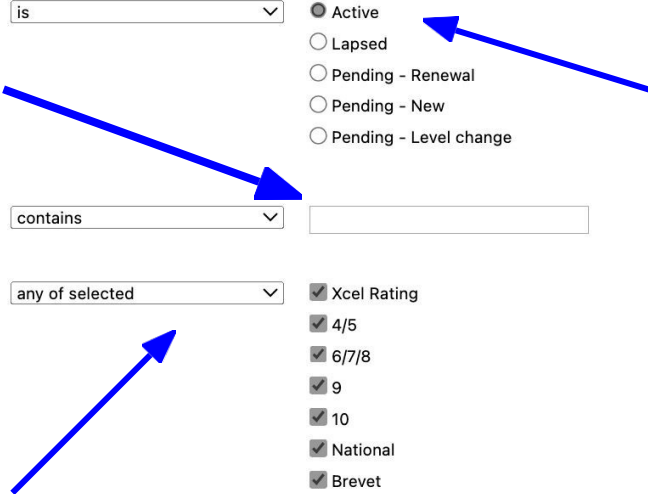 is
Active
Lapsed
Pending - Renewal
Pending - New
Pending - Level change
contains
any of selected
Xcel Rating
4/5
6/7/8
9
10
National
Brevet